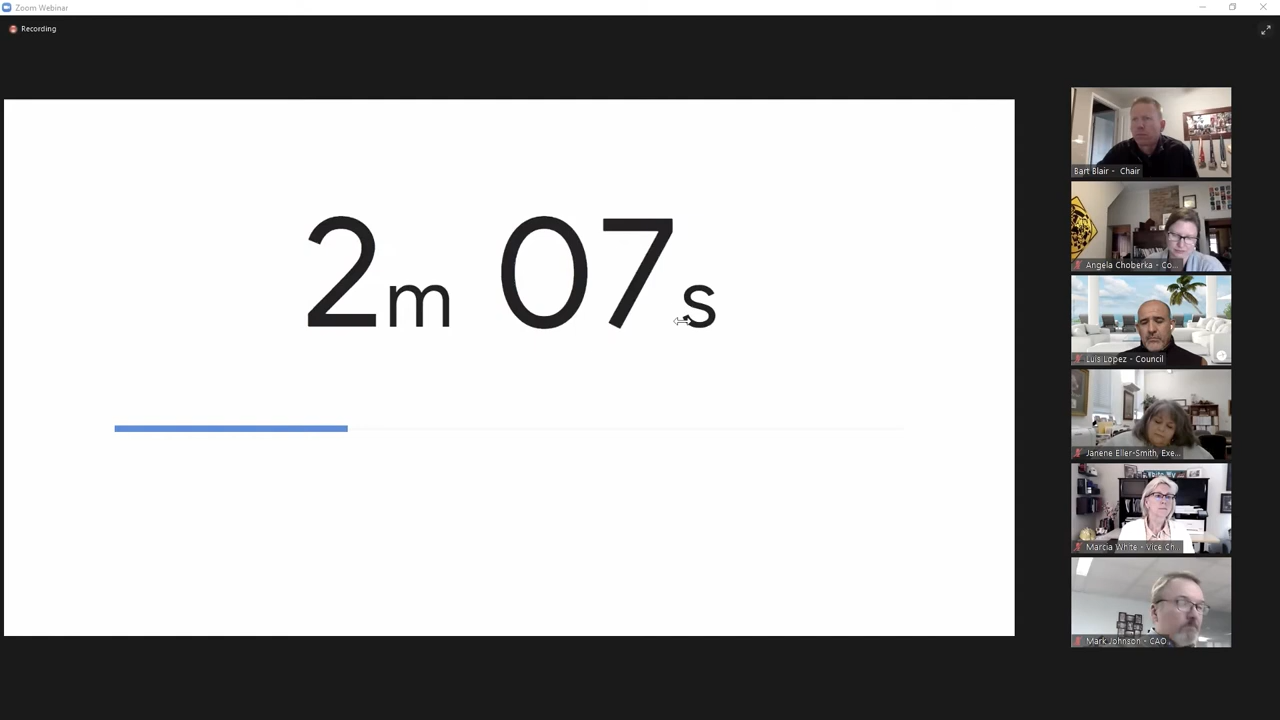 Zoom Webinar
Recording
2m 07s
Bart Blair - Chair
Angela Choberka - Co...
Luis Lopez - Council
Janene Eller-Smith, Exe...
Marcia White - Vice Ch...
Mark Johnson - CAO